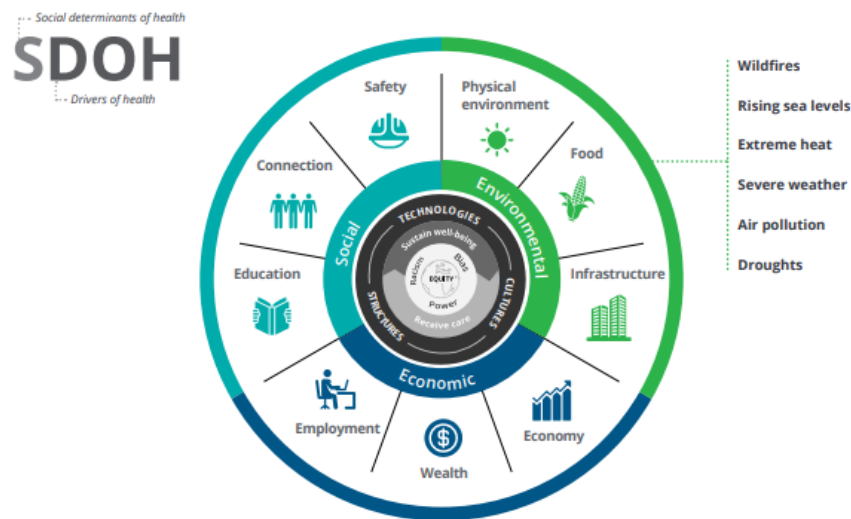 Social determinants of health
SDOH
Drivers of health
Safety
Physical
environment
Connection
Food
Education
Infrastructure
Employment
Wealth
Economy
Social
Environmental
Economic
TECHNOLOGIES
CULTURES
STRUCTURES
Sustain well-being
Receive care
Racism
Bias
Power
EQUITY
Wildfires
Rising sea levels
Extreme heat
Severe weather
Air pollution
Droughts